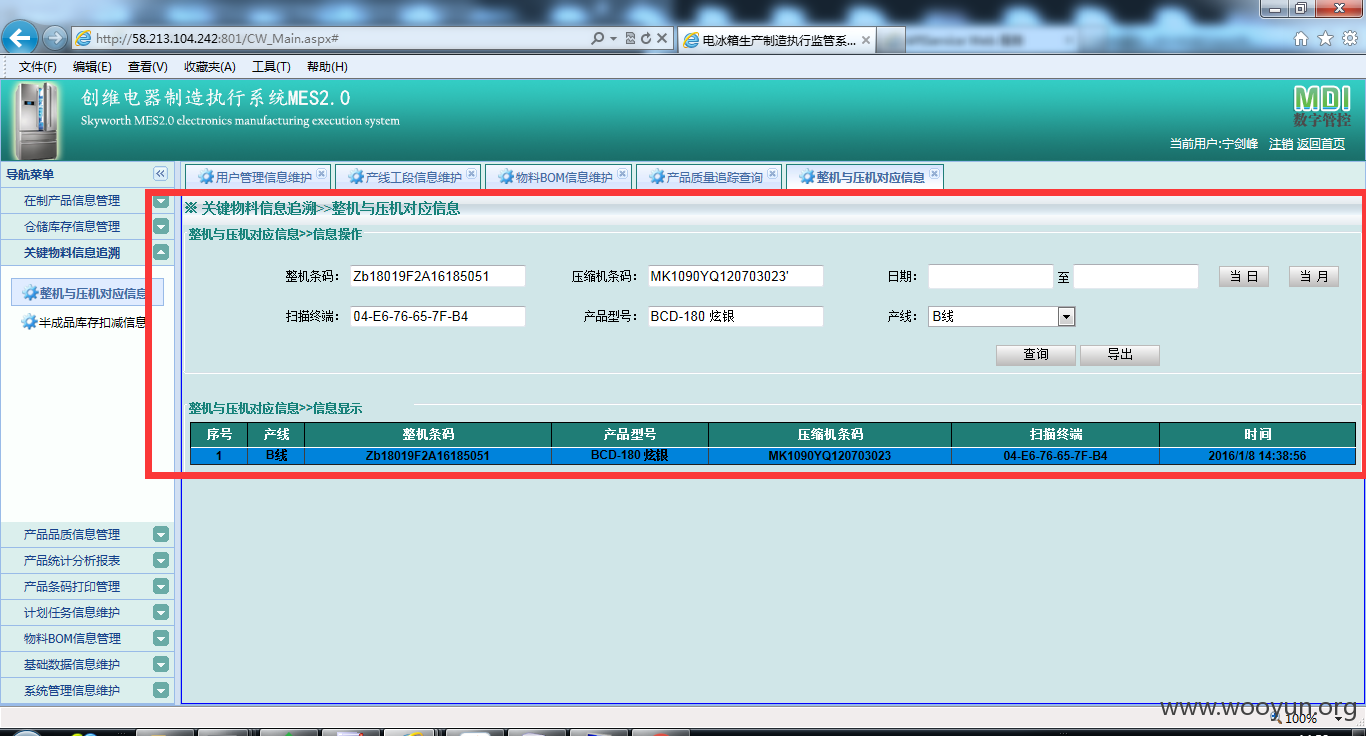 http://58.213.104.242:801/CW_Main.aspx#
电冰箱生产制造执行监管系...
文件(F) 编辑(E) 查看(V) 收藏夹(A) 工具(T) 帮助(H)
创维电器制造执行系统MES2.0
Skyworth MES2.0 electronics manufacturing execution system
MDI
数字管控
当前用户:宁剑峰 注销 返回首页
导航菜单
用户管理信息维护 产线工段信息维护 物料BOM信息维护 产品质量追踪查询 整机与压机对应信息
在制产品信息管理
仓储库存信息管理
关键物料信息追溯
整机与压机对应信息
半成品库存扣减信息
产品品质信息管理
产品统计分析报表
产品条码打印管理
计划任务信息维护
物料BOM信息管理
基础数据信息维护
系统管理信息维护
※ 关键物料信息追溯>>整机与压机对应信息
整机与压机对应信息>>信息操作
整机条码: Zb18019F2A16185051 压缩机条码: MK1090YQ120703023' 日期: 至 当 日 当 月
扫描终端: 04-E6-76-65-7F-B4 产品型号: BCD-180 炫银 产线: B线
查询 导出
整机与压机对应信息>>信息显示
序号 产线 整机条码 产品型号 压缩机条码 扫描终端 时间
1 B线 Zb18019F2A16185051 BCD-180 炫银 MK1090YQ120703023 04-E6-76-65-7F-B4 2016/1/8 14:38:56
www.wooyun.org
100%